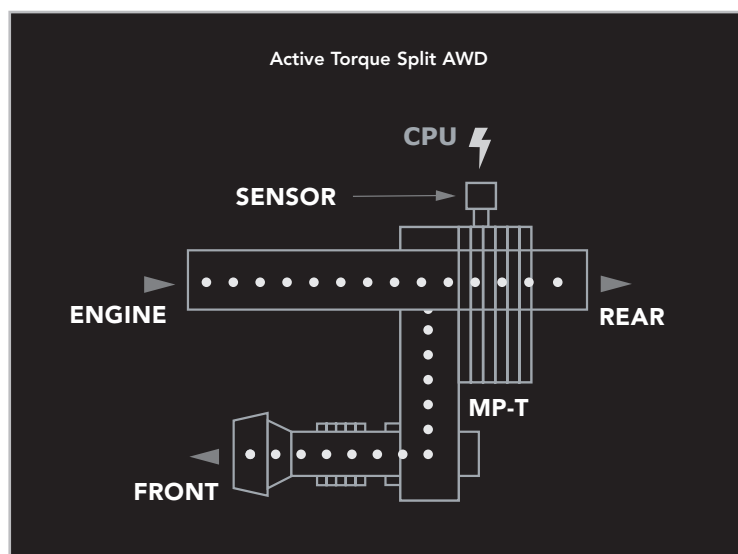 Active Torque Split AWD
CPU
SENSOR
ENGINE
REAR
MP-T
FRONT